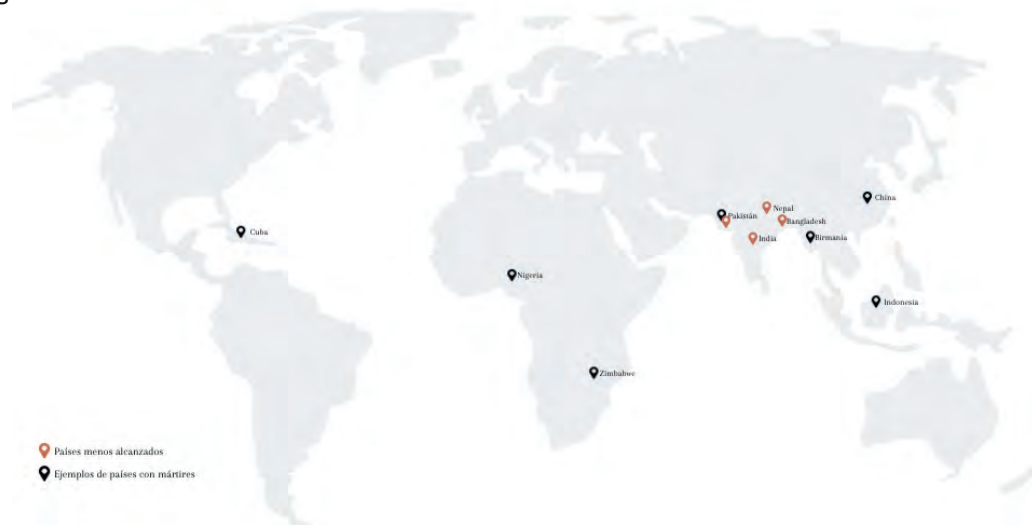 China
Nepal
Pakistán
Bangladesh
Cuba
India
Birmania
Nigeria
Indonesia
Zimbabwe
Países menos alcanzados
Ejemplos de países con mártires